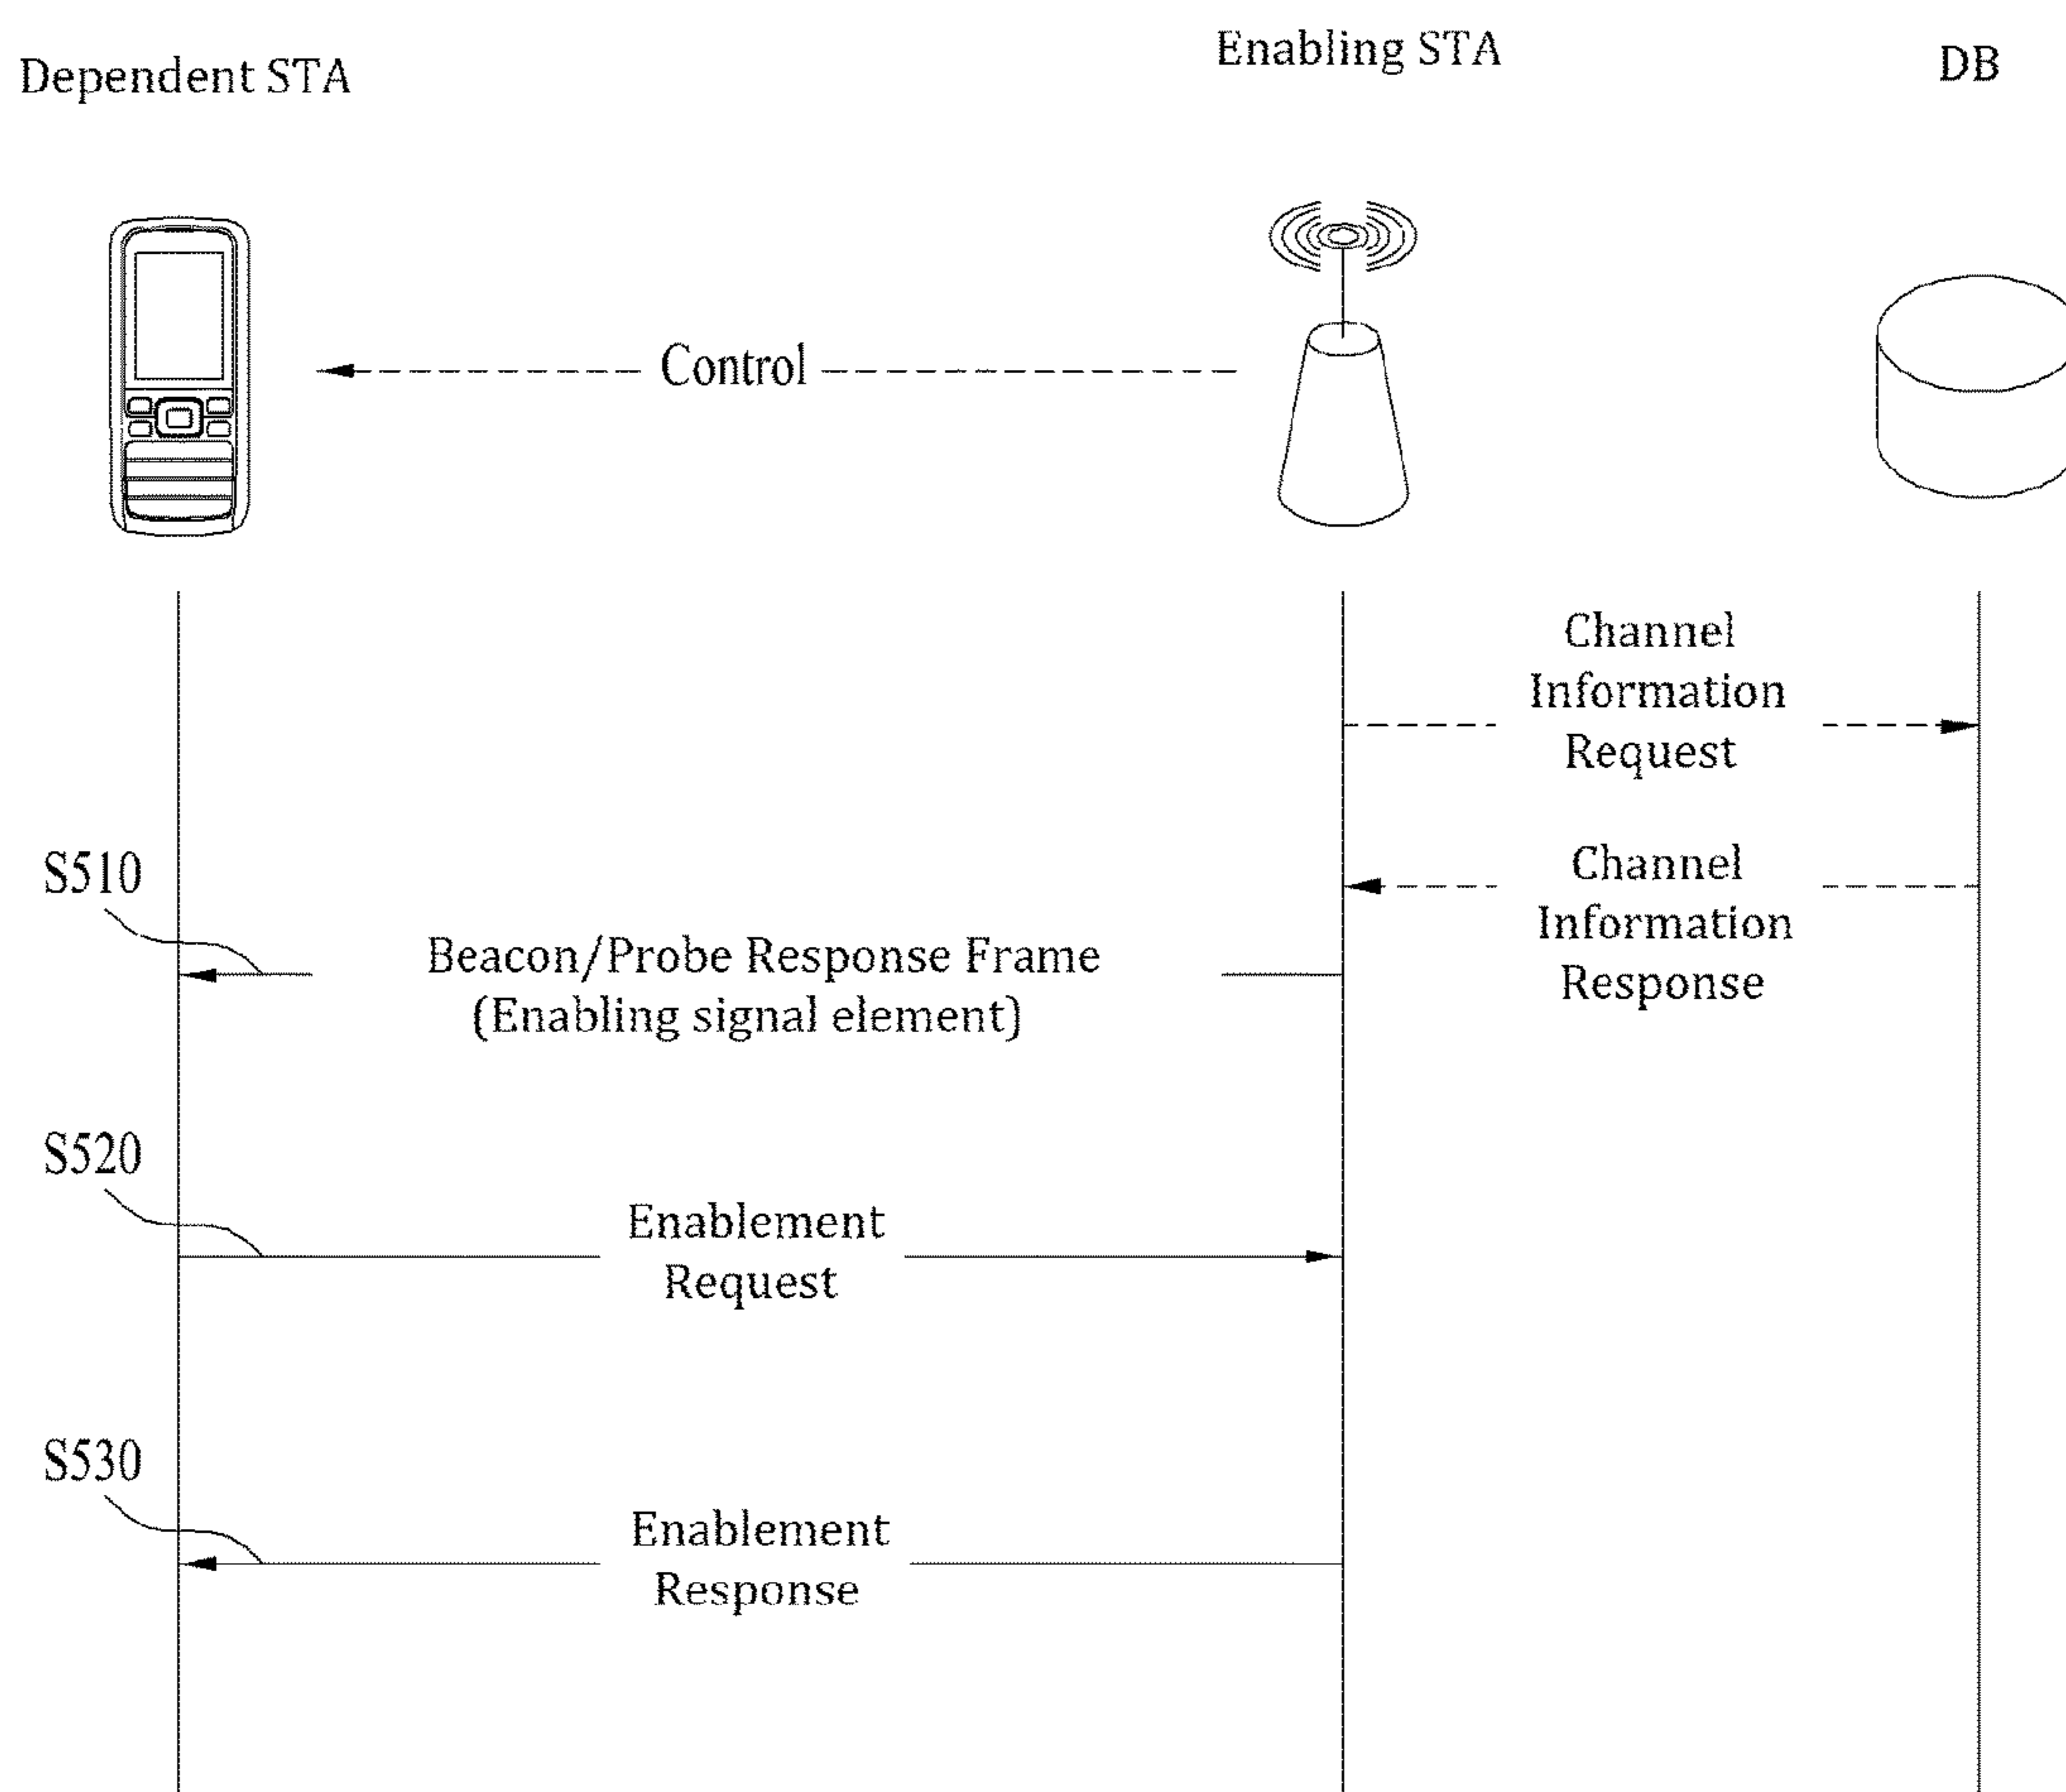 Dependent STA
Enabling STA
DB
Control
Channel
Information
Request
S510
Channel
Information
Response
Beacon/Probe Response Frame
(Enabling signal element)
S520
Enablement
Request
S530
Enablement
Response